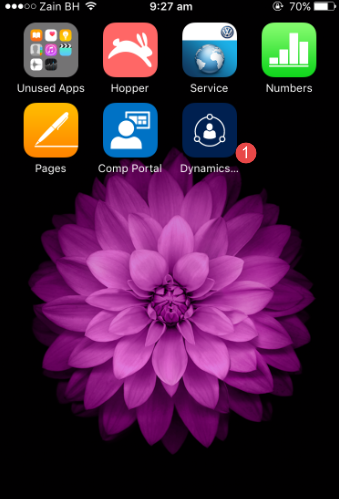 Zain BH 9:27 am 70%
Unused Apps Hopper Service Numbers
Pages Comp Portal Dynamics... 1